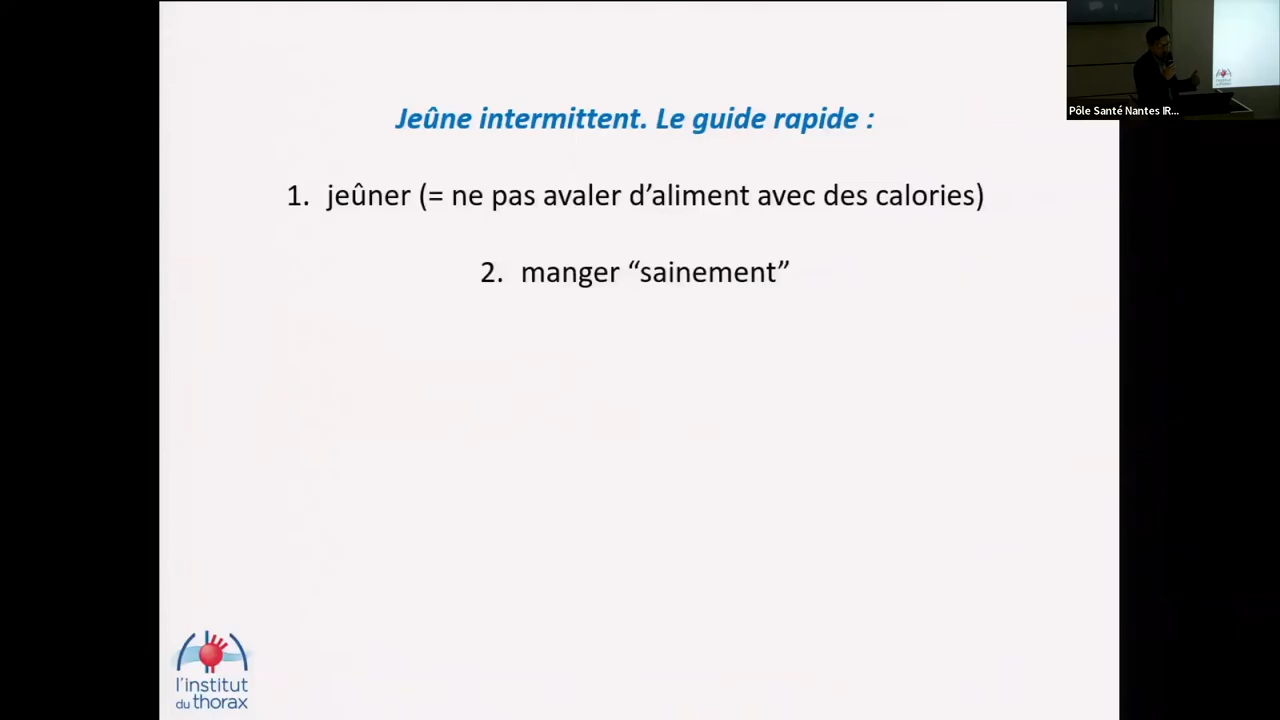 Jeûne intermittent. Le guide rapide :
1. jeûner (= ne pas avaler d’aliment avec des calories)
2. manger “sainement”
l'institut
du thorax
Pôle Santé Nantes IR...